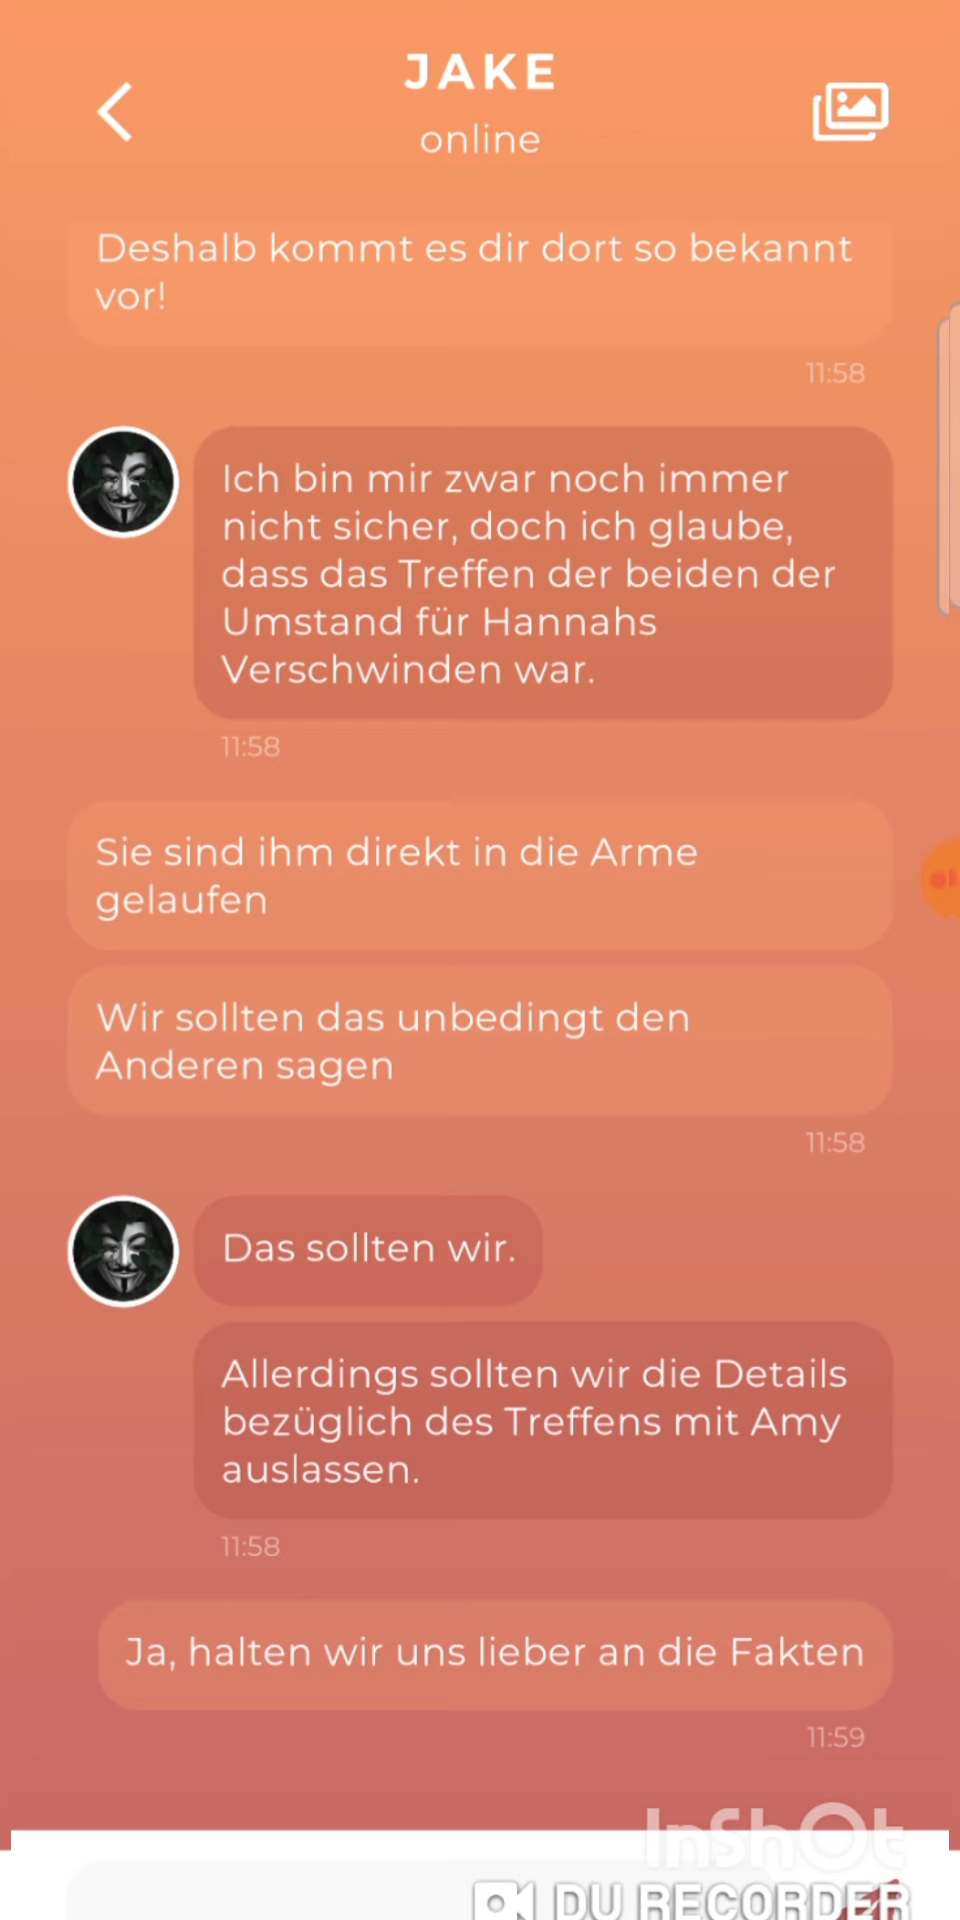 JAKE
online
Deshalb kommt es dir dort so bekannt
vor!
11:58
Ich bin mir zwar noch immer
nicht sicher, doch ich glaube,
dass das Treffen der beiden der
Umstand für Hannahs
Verschwinden war.
11:58
Sie sind ihm direkt in die Arme
gelaufen
Wir sollten das unbedingt den
Anderen sagen
11:58
Das sollten wir.
Allerdings sollten wir die Details
bezüglich des Treffens mit Amy
auslassen.
11:58
Ja, halten wir uns lieber an die Fakten
11:59
InShOt
DU RECORDER